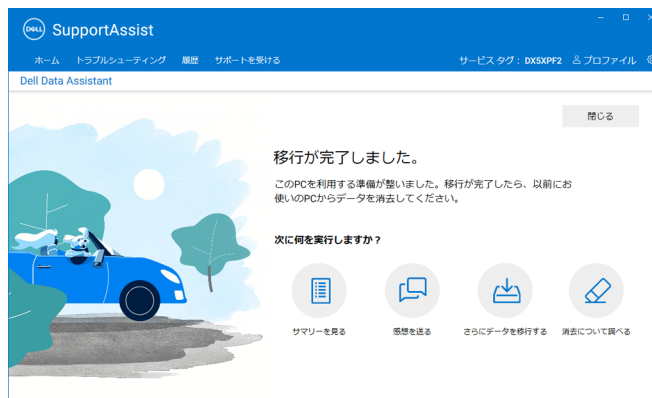 DELL SupportAssist
ホーム トラブルシューティング 履歴 サポートを受ける サービス タグ : DX5XPF2 プロファイル
Dell Data Assistant
閉じる
移行が完了しました。
このPCを利用する準備が整いました。移行が完了したら、以前にお
使いのPCからデータを消去してください。
次に何を実行しますか？
サマリーを見る 感想を送る さらにデータを移行する 消去について調べる